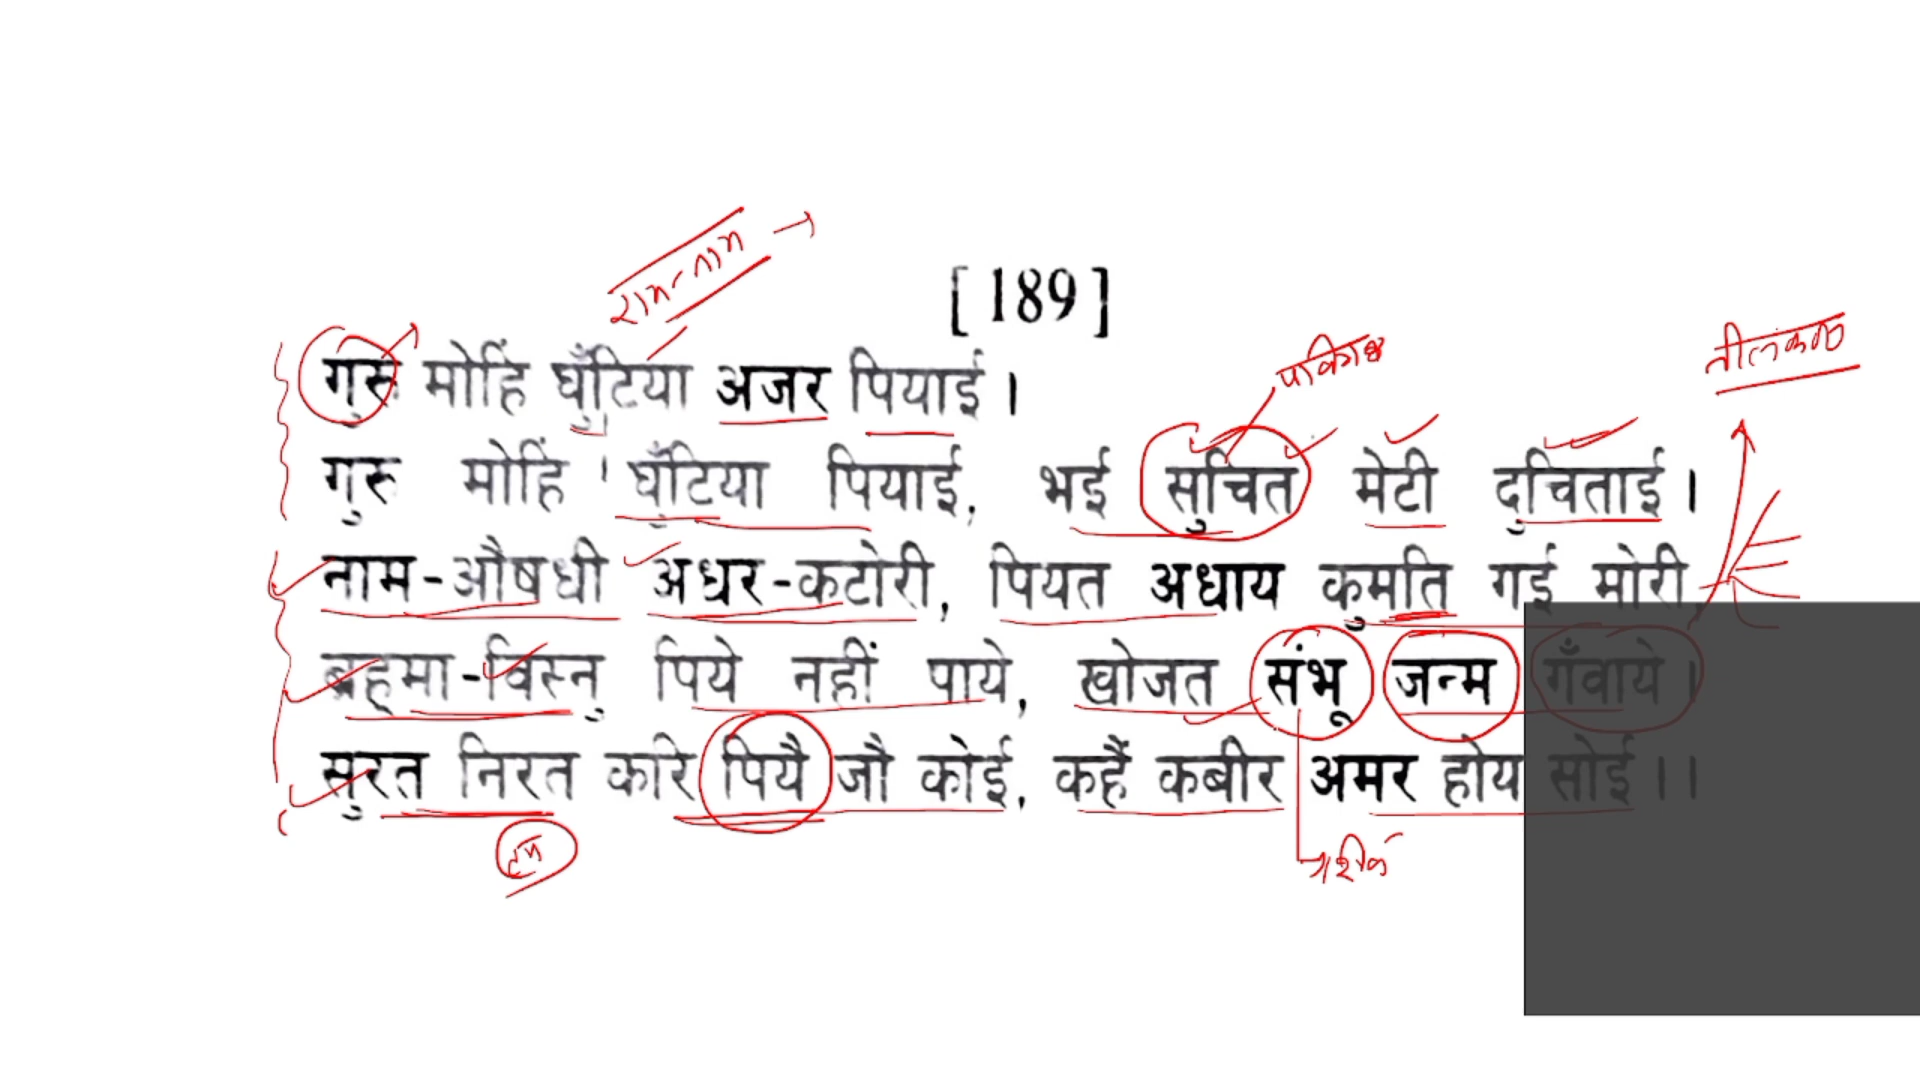 राम-नाम
[ 189 ]
गुरु मोहिं घुँटिया अजर पियाई ।
नीलकण्ठ
गुरु मोहिं घुँटिया पियाई, भई सुचित मेटी दुचिताई ।
नाम-औषधी अधर-कटोरी, पियत अधाय कुमति गई मोरी,
ब्रह्मा-विस्नु पिये नहीं पाये, खोजत संभू जन्म गँवाये ।
सुरत निरत करि पियै जौ कोई, कहैं कबीर अमर होय सोई ।।